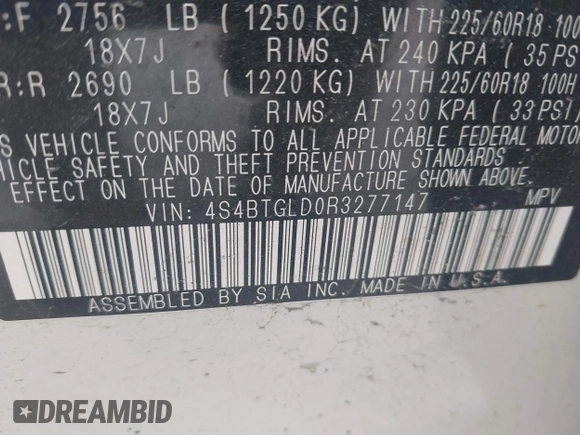 :F 2756 LB ( 1250 KG) WITH 225/60R18 100
18X7J RIMS. AT 240 KPA ( 35 PS
R:R 2690 LB ( 1220 KG) WITH 225/60R18 100H
18X7J RIMS. AT 230 KPA ( 33 PSI
S VEHICLE CONFORMS TO ALL APPLICABLE FEDERAL MOTOR
HICLE SAFETY AND THEFT PREVENTION STANDARDS
EFFECT ON THE DATE OF MANUFACTURE SHOWN ABOVE.
VIN: 4S4BTGLD0R3277147 MPV
ASSEMBLED BY SIA INC. MADE IN U.S.A.
DREAMBID